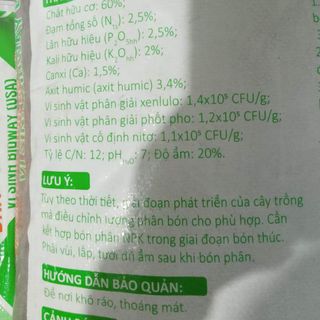 Chất hữu cơ: 60%;
Đạm tổng số (Nts): 2,5%;
Lân hữu hiệu (P2O5hh): 2,5%;
Kali hữu hiệu (K2Ohh): 2%;
Canxi (Ca): 1,5%;
Axit humic (axit humic) 3,4%;
Vi sinh vật phân giải xenlulo: 1,4x10⁵ CFU/g;
Vi sinh vật phân giải phốt pho: 1,2x10⁵ CFU/g;
Vi sinh vật cố định nitơ: 1,1x10⁵ CFU/g;
Tỷ lệ C/N: 12; pHH2O: 7; Độ ẩm: 20%.
LƯU Ý:
Tùy theo thời tiết, giai đoạn phát triển của cây trồng
mà điều chỉnh lượng phân bón cho phù hợp. Cần
kết hợp bón phân NPK trong giai đoạn bón thúc.
Phải vùi, lấp, tưới đủ ẩm sau khi bón phân.
HƯỚNG DẪN BẢO QUẢN:
Để nơi khô ráo, thoáng mát.
VI SINH BIOWAY (USA)